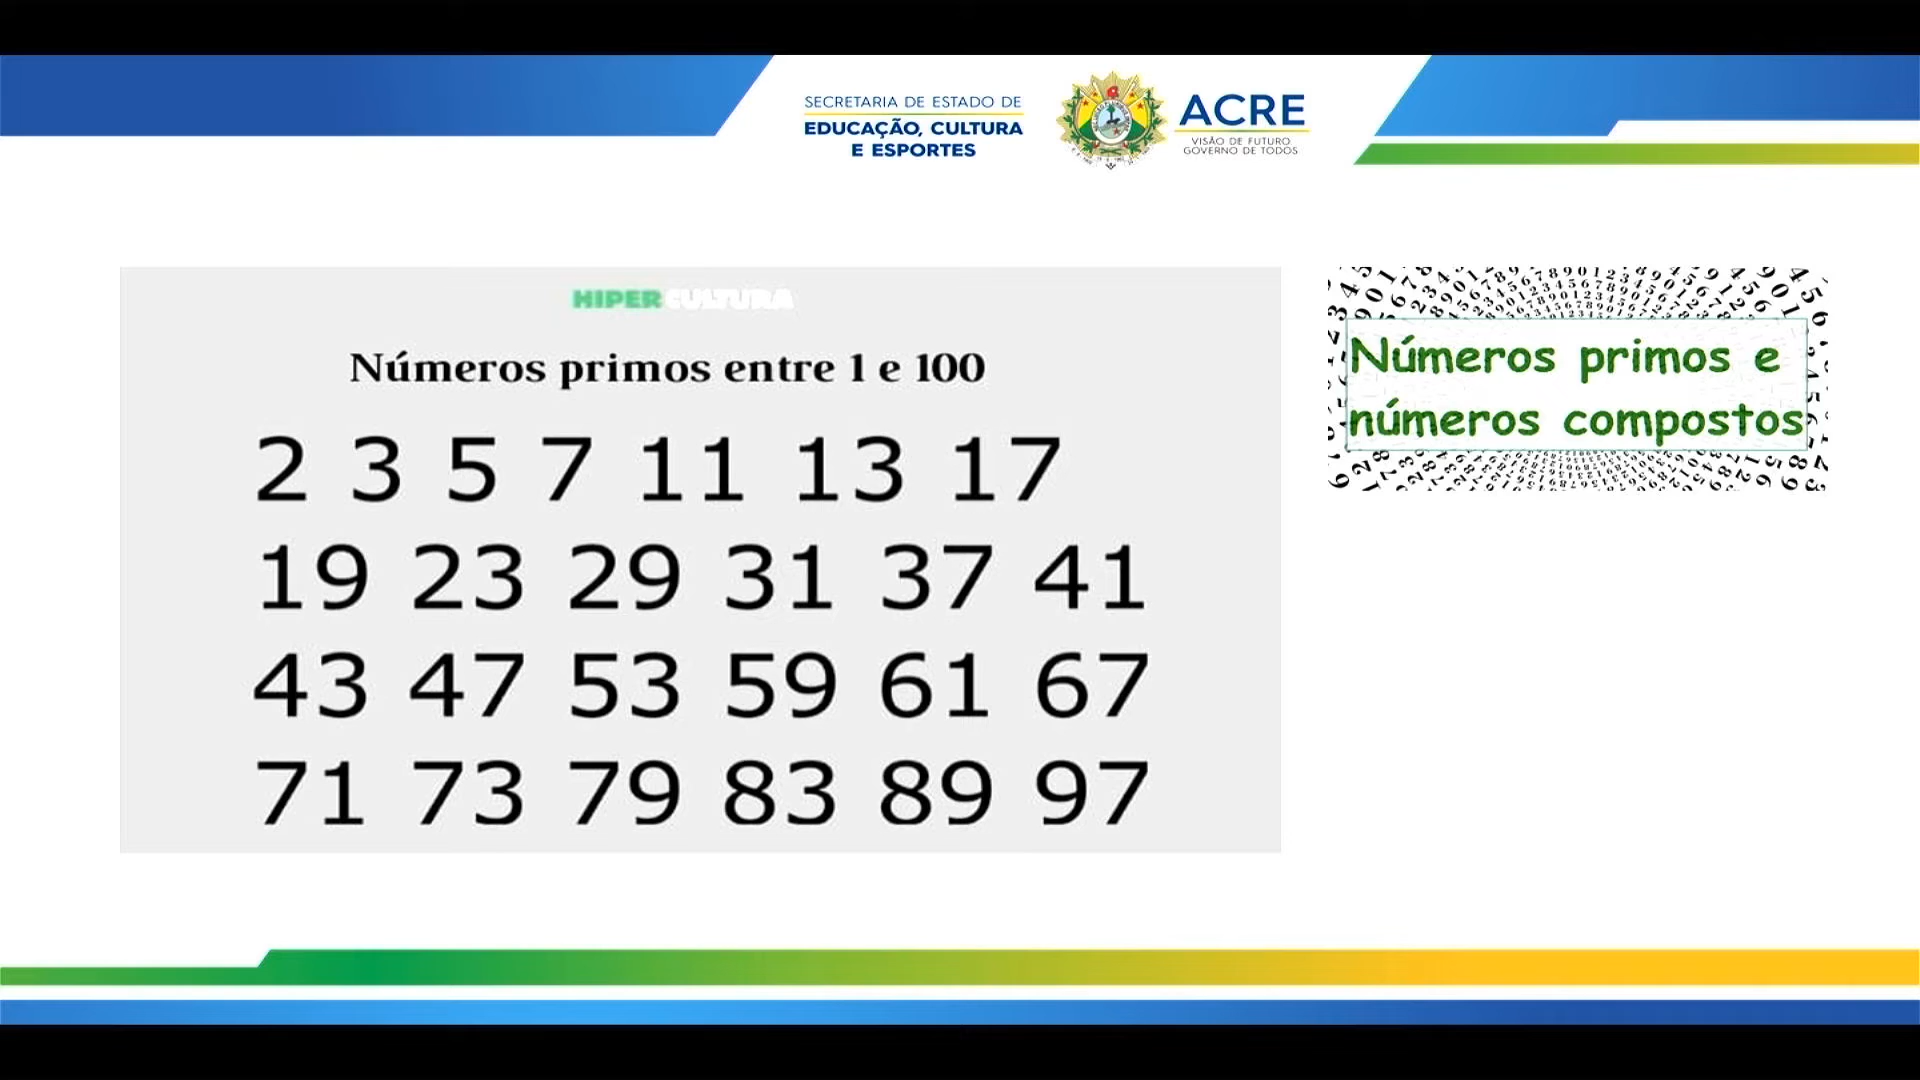 SECRETARIA DE ESTADO DE
EDUCAÇÃO, CULTURA
E ESPORTES
ACRE
VISÃO DE FUTURO
GOVERNO DE TODOS
HIPERCULTURA
Números primos entre 1 e 100
2 3 5 7 11 13 17
19 23 29 31 37 41
43 47 53 59 61 67
71 73 79 83 89 97
Números primos e
números compostos